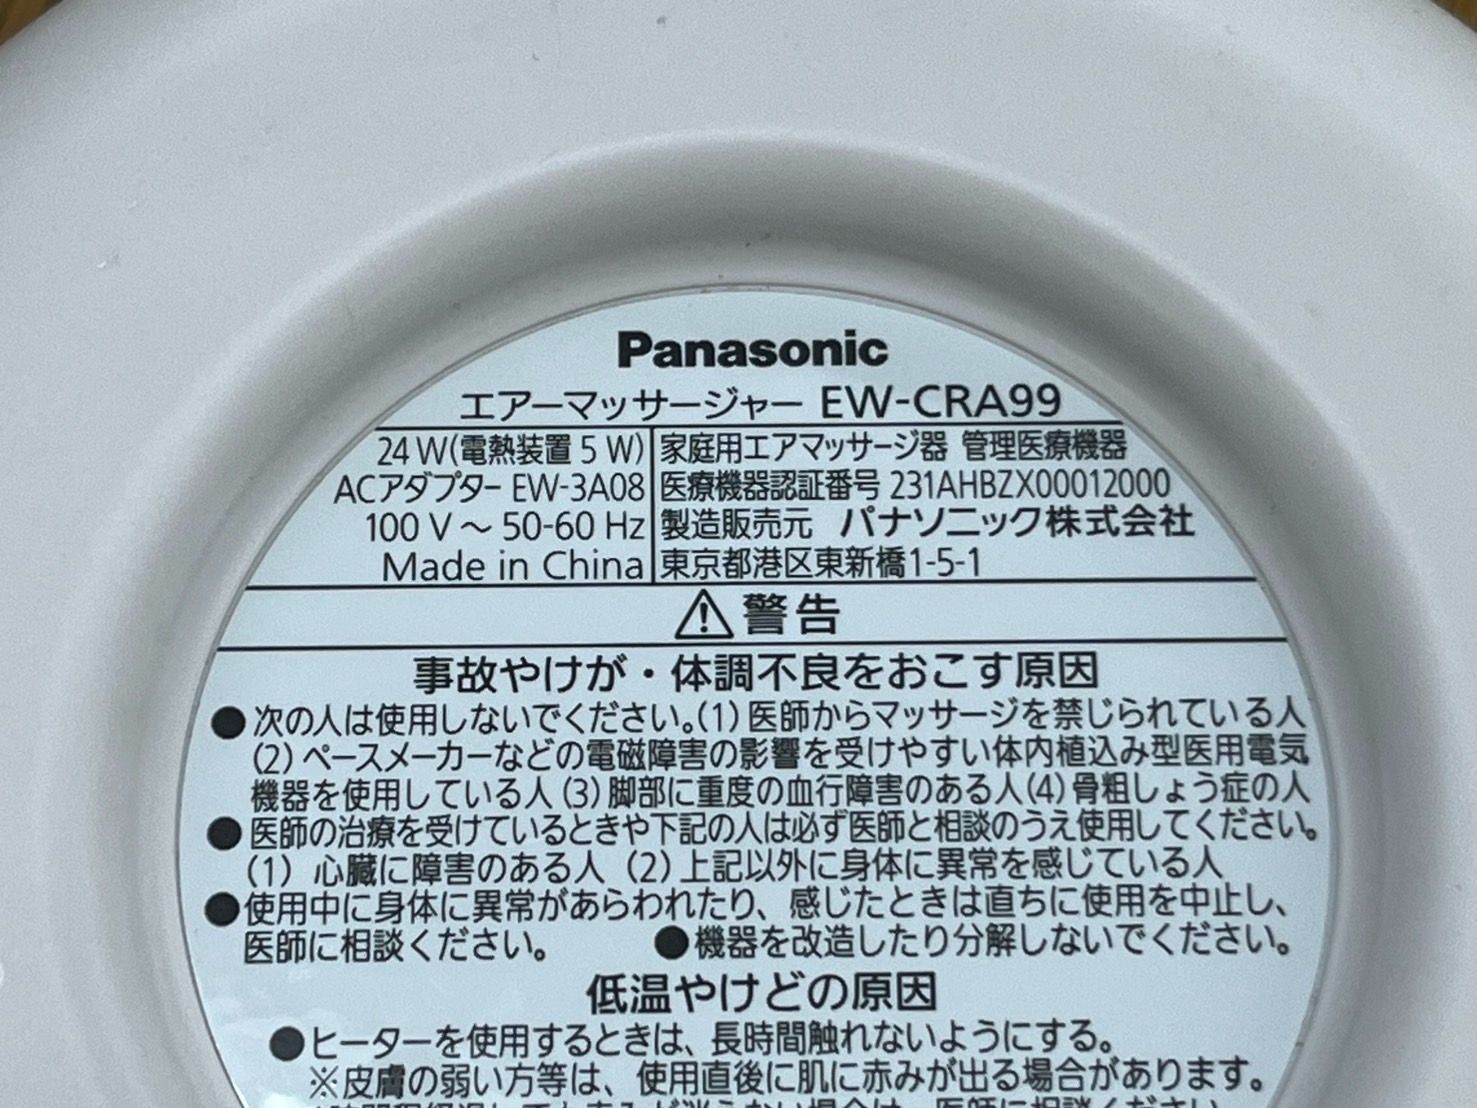 Panasonic
エアーマッサージャー EW-CRA99
24 W(電熱装置 5 W)
ACアダプター EW-3A08
100 V〜 50-60 Hz
Made in China
家庭用エアマッサージ器 管理医療機器
医療機器認証番号 231AHBZX00012000
製造販売元 パナソニック株式会社
東京都港区東新橋1-5-1
⚠警告
事故やけが・体調不良をおこす原因
●次の人は使用しないでください。(1)医師からマッサージを禁じられている人
(2)ペースメーカーなどの電磁障害の影響を受けやすい体内植込み型医用電気
機器を使用している人(3)脚部に重度の血行障害のある人(4)骨粗しょう症の人
●医師の治療を受けているときや下記の人は必ず医師と相談のうえ使用してください。
(1) 心臓に障害のある人 (2)上記以外に身体に異常を感じている人
●使用中に身体に異常があらわれたり、感じたときは直ちに使用を中止し、
医師に相談ください。 ●機器を改造したり分解しないでください。
低温やけどの原因
●ヒーターを使用するときは、長時間触れないようにする。
※皮膚の弱い方等は、使用直後に肌に赤みが出る場合があります。